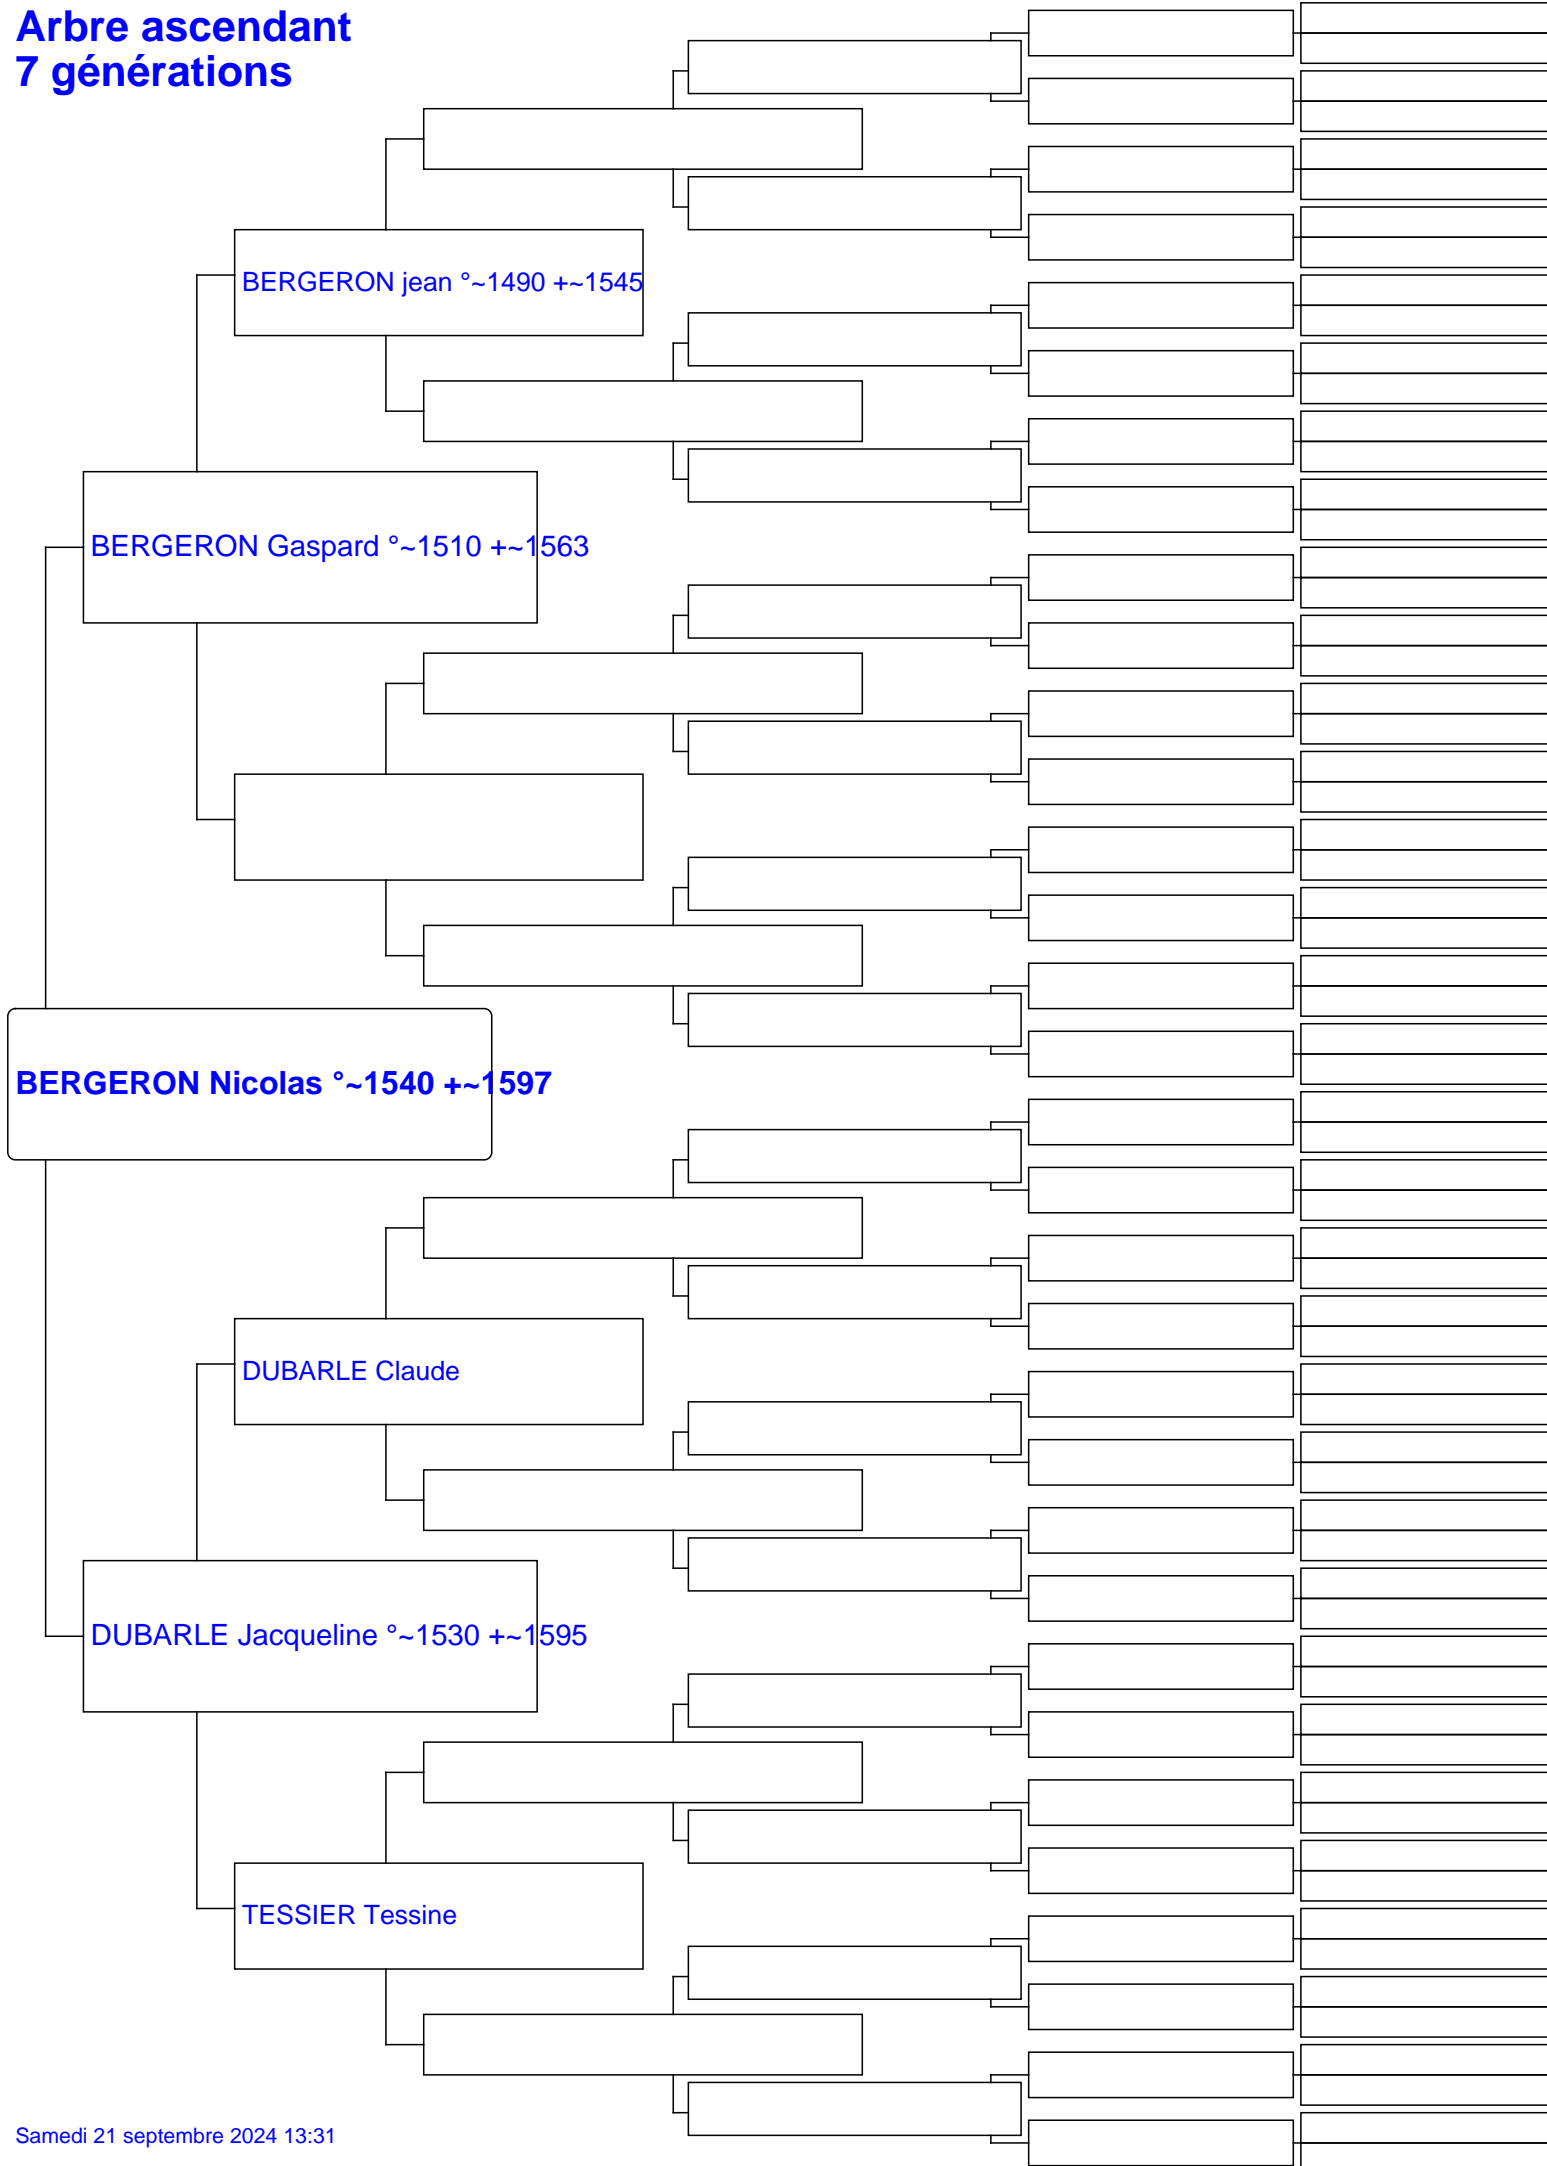 Arbre ascendant
7 générations
BERGERON jean °~1490 +~1545
BERGERON Gaspard °~1510 +~1563
BERGERON Nicolas °~1540 +~1597
DUBARLE Claude
DUBARLE Jacqueline °~1530 +~1595
TESSIER Tessine
Samedi 21 septembre 2024 13:31